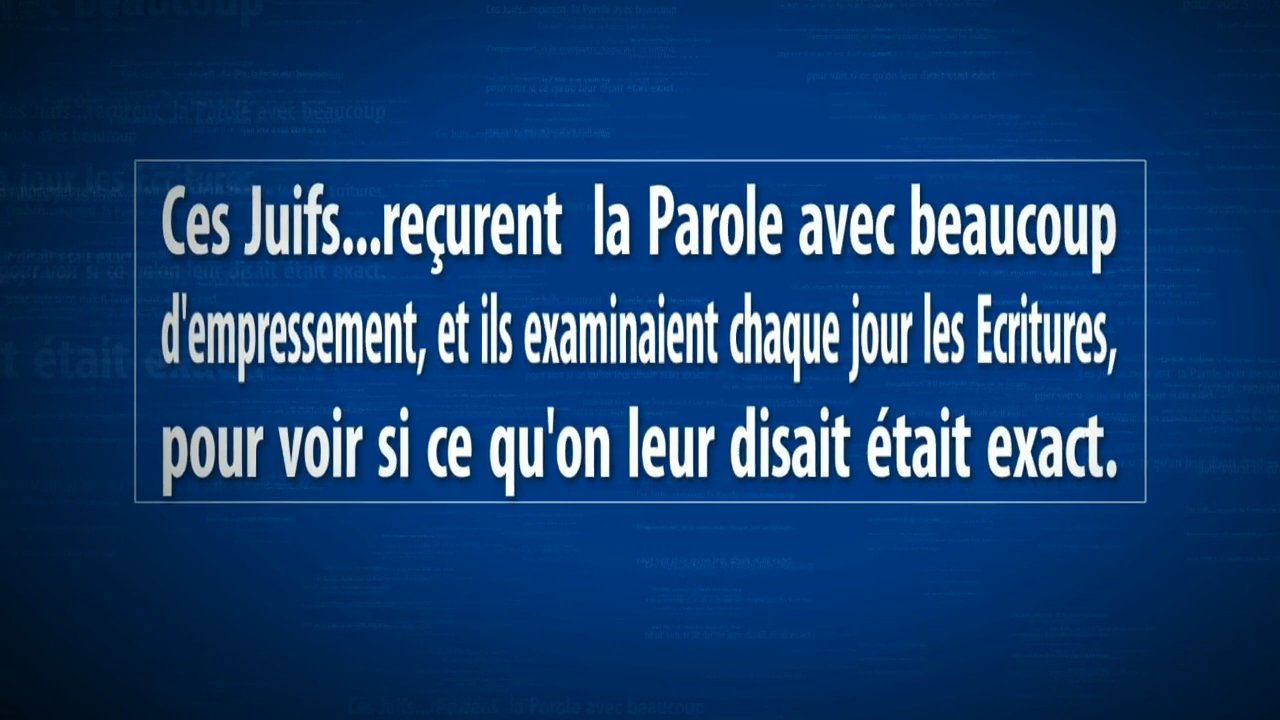 Ces Juifs...reçurent la Parole avec beaucoup
d'empressement, et ils examinaient chaque jour les Ecritures,
pour voir si ce qu'on leur disait était exact.